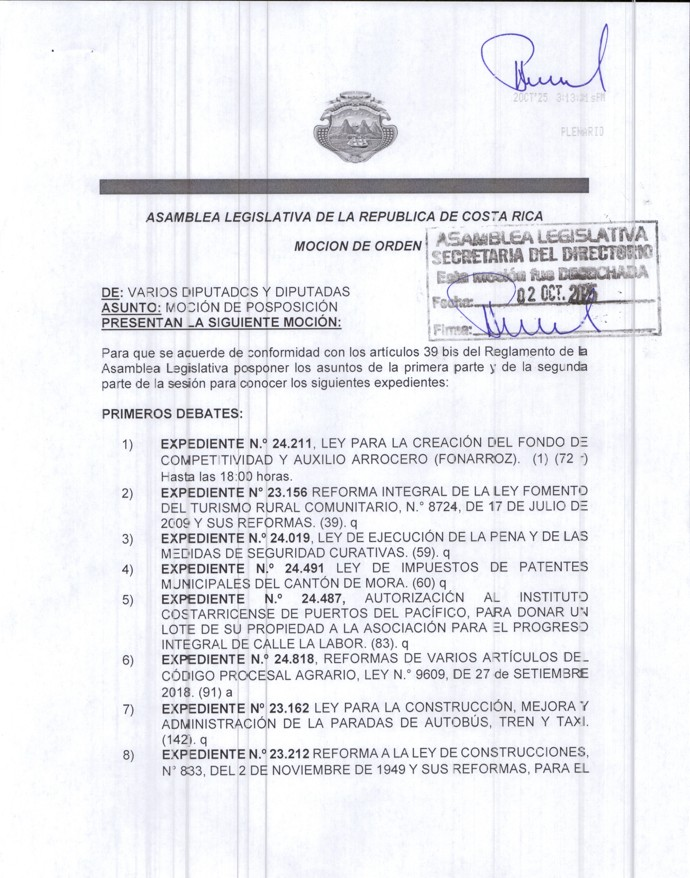 2OCT'25 3:13:21sPM
PLENARIO
ASAMBLEA LEGISLATIVA DE LA REPUBLICA DE COSTA RICA
MOCION DE ORDEN
ASAMBLEA LEGISLATIVA
SECRETARIA DEL DIRECTORIO
Esta moción fue DESECHADA
Fecha: 02 OCT. 2025
Firma:
DE: VARIOS DIPUTADOS Y DIPUTADAS
ASUNTO: MOCIÓN DE POSPOSICIÓN
PRESENTAN LA SIGUIENTE MOCIÓN:
Para que se acuerde de conformidad con los artículos 39 bis del Reglamento de la
Asamblea Legislativa posponer los asuntos de la primera parte y de la segunda
parte de la sesión para conocer los siguientes expedientes:
PRIMEROS DEBATES:
1) EXPEDIENTE N.º 24.211, LEY PARA LA CREACIÓN DEL FONDO DE
COMPETITIVIDAD Y AUXILIO ARROCERO (FONARROZ). (1) (72 -)
Hasta las 18:00 horas.
2) EXPEDIENTE N° 23.156 REFORMA INTEGRAL DE LA LEY FOMENTO
DEL TURISMO RURAL COMUNITARIO, N.° 8724, DE 17 DE JULIO DE
2009 Y SUS REFORMAS. (39). q
3) EXPEDIENTE N.º 24.019, LEY DE EJECUCIÓN DE LA PENA Y DE LAS
MEDIDAS DE SEGURIDAD CURATIVAS. (59). q
4) EXPEDIENTE N.º 24.491 LEY DE IMPUESTOS DE PATENTES
MUNICIPALES DEL CANTÓN DE MORA. (60) q
5) EXPEDIENTE N.º 24.487, AUTORIZACIÓN AL INSTITUTO
COSTARRICENSE DE PUERTOS DEL PACÍFICO, PARA DONAR UN
LOTE DE SU PROPIEDAD A LA ASOCIACIÓN PARA EL PROGRESO
INTEGRAL DE CALLE LA LABOR. (83). q
6) EXPEDIENTE N.º 24.818, REFORMAS DE VARIOS ARTÍCULOS DEL
CÓDIGO PROCESAL AGRARIO, LEY N.° 9609, DE 27 de SETIEMBRE
2018. (91) a
7) EXPEDIENTE Nº 23.162 LEY PARA LA CONSTRUCCIÓN, MEJORA Y
ADMINISTRACIÓN DE LA PARADAS DE AUTOBÚS, TREN Y TAXI.
(142). q
8) EXPEDIENTE N.º 23.212 REFORMA A LA LEY DE CONSTRUCCIONES,
N° 833, DEL 2 DE NOVIEMBRE DE 1949 Y SUS REFORMAS, PARA EL